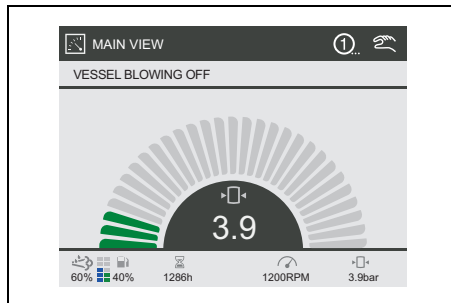 MAIN VIEW
1
VESSEL BLOWING OFF
3.9
60% 40% 1286h 1200RPM 3.9bar